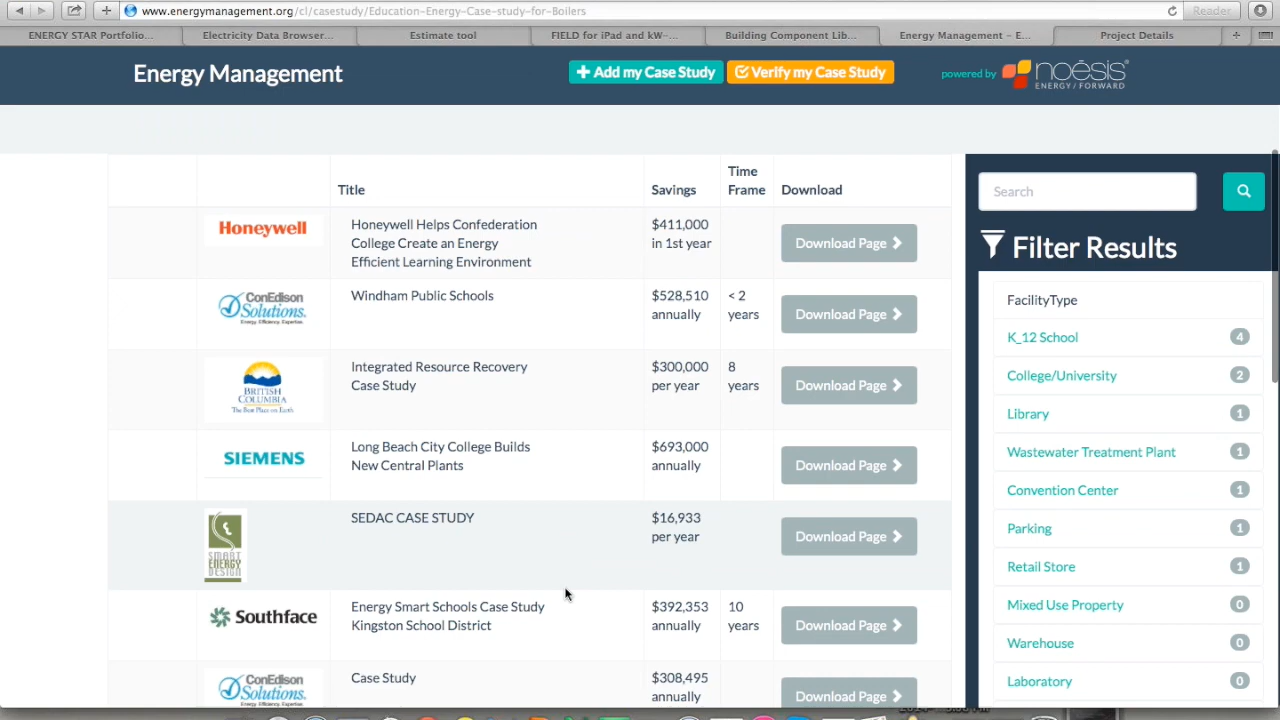 www.energymanagement.org/cl/casestudy/Education-Energy-Case-study-for-Boilers
Reader
ENERGY STAR Portfolio...
Electricity Data Browser...
Estimate tool
FIELD for iPad and kW-...
Building Component Lib...
Energy Management – E...
Project Details
Energy Management
Add my Case Study
Verify my Case Study
powered by
noesis®
ENERGY / FORWARD
Title
Savings
Time
Frame
Download
Honeywell
Honeywell Helps Confederation
College Create an Energy
Efficient Learning Environment
$411,000
in 1st year
Download Page
ConEdison
Solutions.
Energy Efficiency. Expertise.
Windham Public Schools
$528,510
annually
< 2
years
Download Page
BRITISH
COLUMBIA
The Best Place on Earth
Integrated Resource Recovery
Case Study
$300,000
per year
8
years
Download Page
SIEMENS
Long Beach City College Builds
New Central Plants
$693,000
annually
Download Page
SMART
ENERGY
DESIGN
SEDAC CASE STUDY
$16,933
per year
Download Page
Southface
Energy Smart Schools Case Study
Kingston School District
$392,353
annually
10
years
Download Page
ConEdison
Solutions.
Case Study
$308,495
annually
Download Page
Search
Filter Results
FacilityType
K_12 School 4
College/University 2
Library 1
Wastewater Treatment Plant 1
Convention Center 1
Parking 1
Retail Store 1
Mixed Use Property 0
Warehouse 0
Laboratory 0